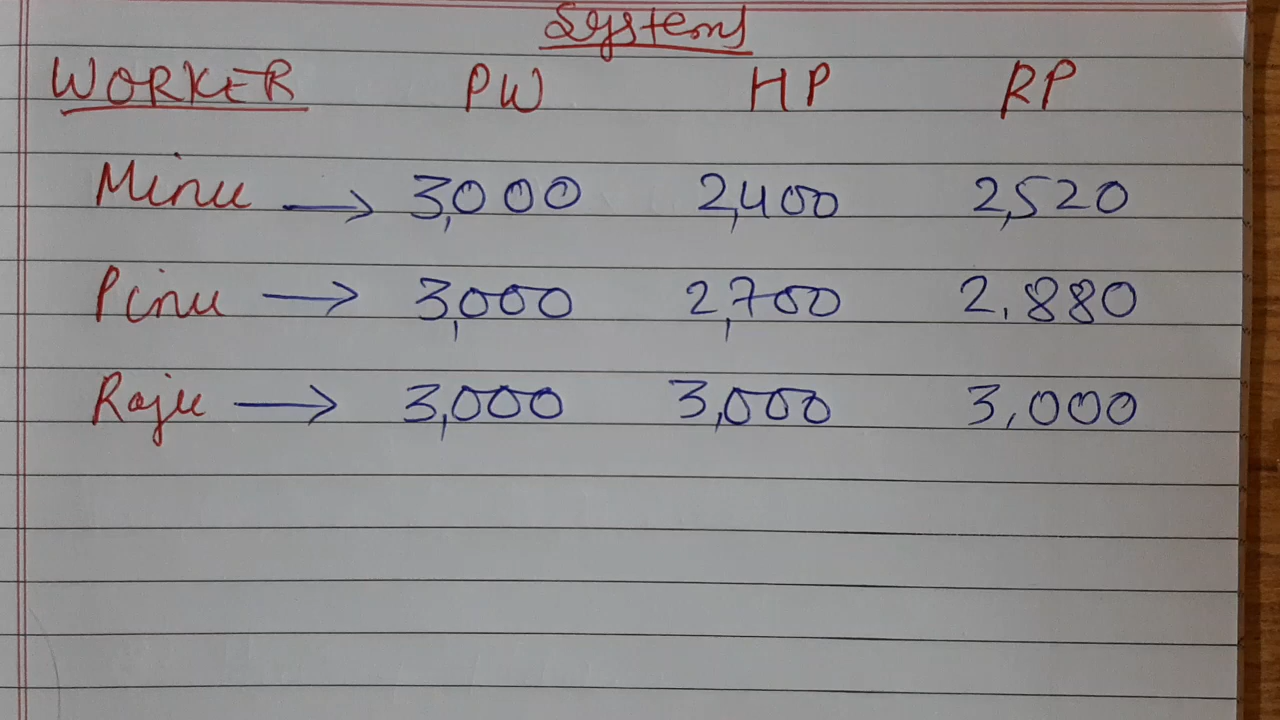 Systems
WORKER PW HP RP
Minu → 3,000 2,400 2,520
Pinu → 3,000 2,700 2.880
Raju → 3,000 3,000 3,000